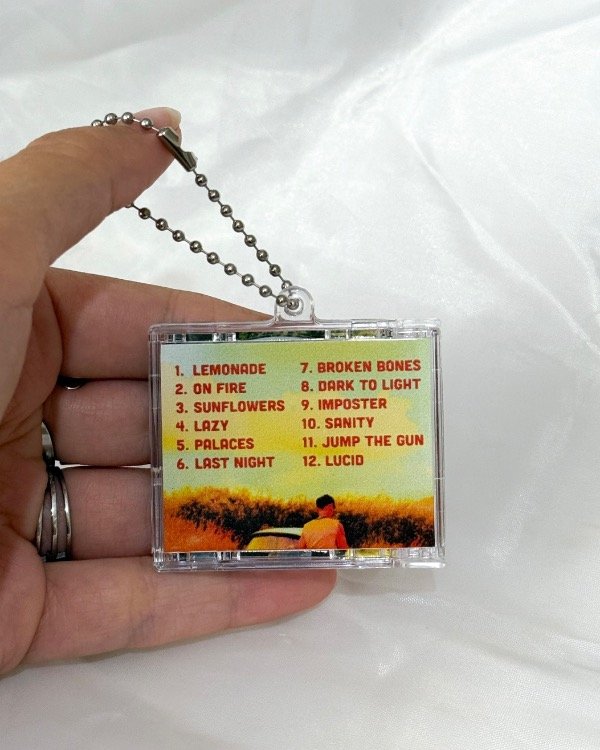 1. LEMONADE
2. ON FIRE
3. SUNFLOWERS
4. LAZY
5. PALACES
6. LAST NIGHT
7. BROKEN BONES
8. DARK TO LIGHT
9. IMPOSTER
10. SANITY
11. JUMP THE GUN
12. LUCID